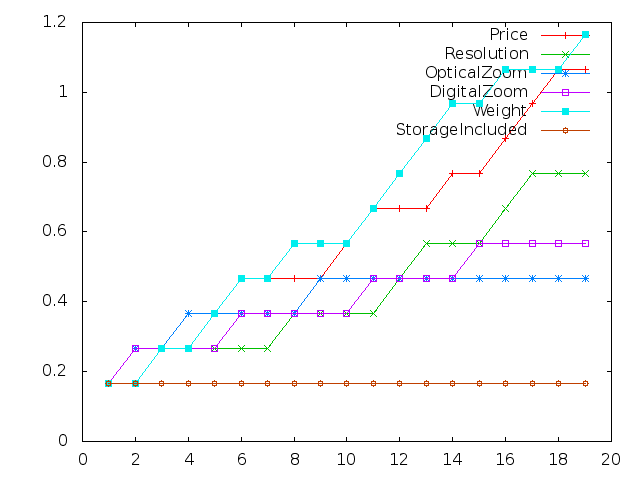 1.2
1
0.8
0.6
0.4
0.2
0
0 2 4 6 8 10 12 14 16 18 20
Price
Resolution
OpticalZoom
DigitalZoom
Weight
StorageIncluded